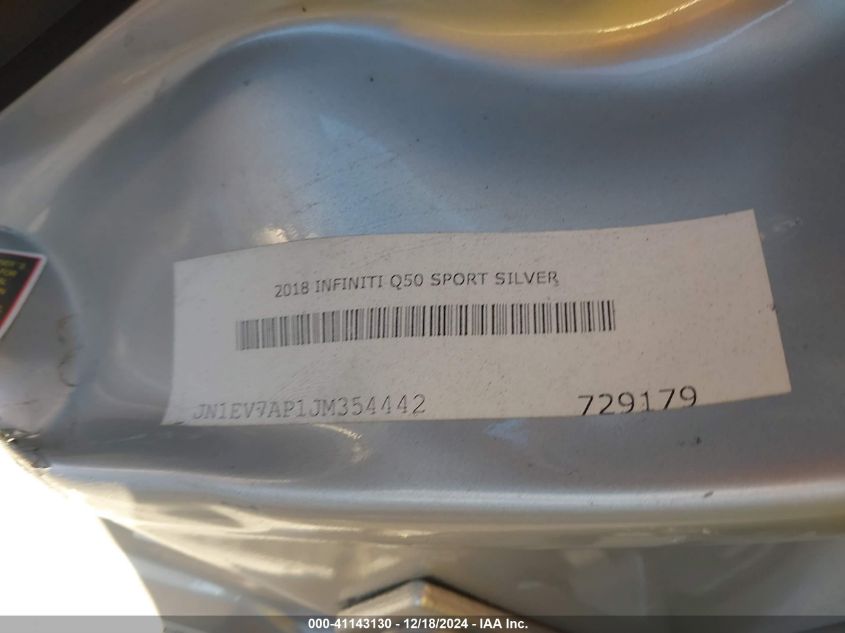 2018 INFINITI Q50 SPORT SILVER
JN1EV7AP1JM354442 729179
000-41143130 - 12/18/2024 - IAA Inc.